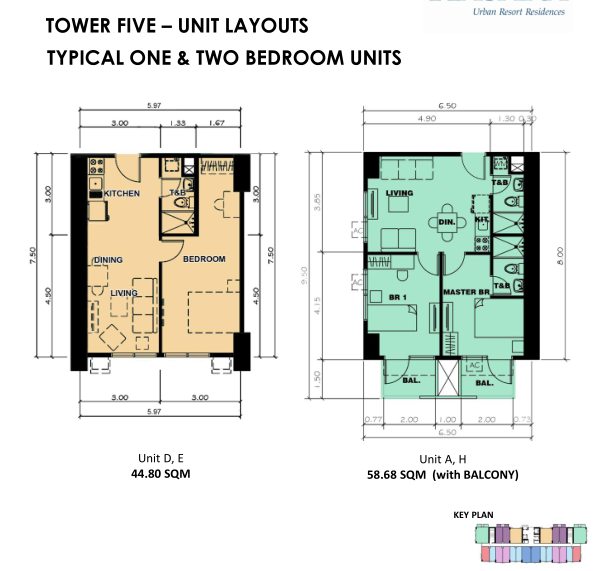 Urban Resort Residences
TOWER FIVE – UNIT LAYOUTS
TYPICAL ONE & TWO BEDROOM UNITS
5.97
3.00 1.33 1.67
KITCHEN
T&B
DINING
BEDROOM
LIVING
3.00
4.50
7.50
3.00
4.50
7.50
3.00 3.00
5.97
Unit D, E
44.80 SQM
6.50
4.90 1.30 0.30
WM
T&B
LIVING
DIN.
KIT.
AC
AC
BR 1
MASTER BR
T&B
BAL.
AC
BAL.
3.85
4.15
1.50
9.50
8.00
0.77 2.00 1.00 2.00 0.73
6.50
Unit A, H
58.68 SQM (with BALCONY)
KEY PLAN